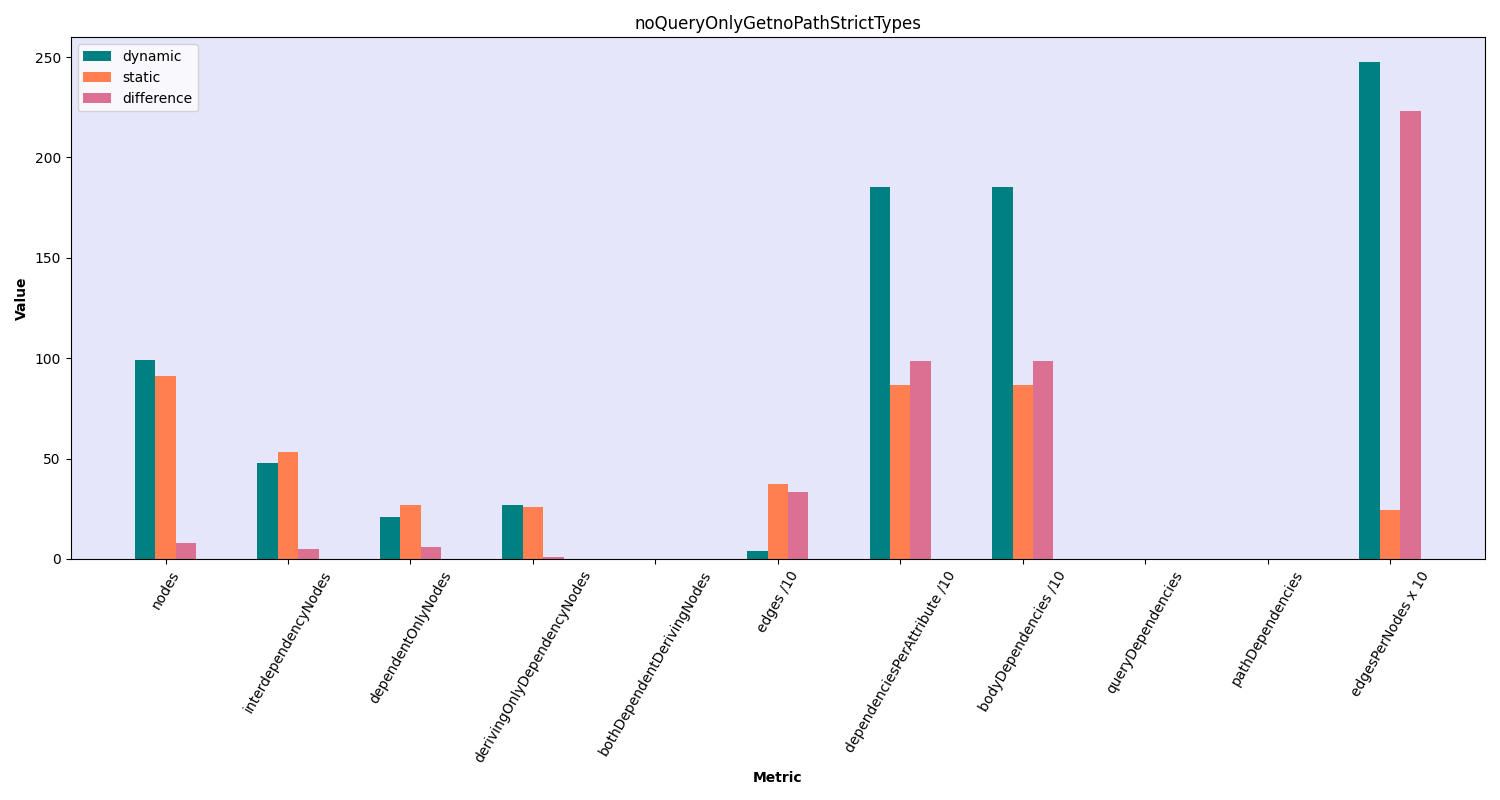 noQueryOnlyGetnoPathStrictTypes
dynamic
static
difference
250
200
150
100
50
0
Value
nodes
interdependencyNodes
dependentOnlyNodes
derivingOnlyDependencyNodes
bothDependentDerivingNodes
edges /10
dependenciesPerAttribute /10
bodyDependencies /10
queryDependencies
pathDependencies
edgesPerNodes x 10
Metric